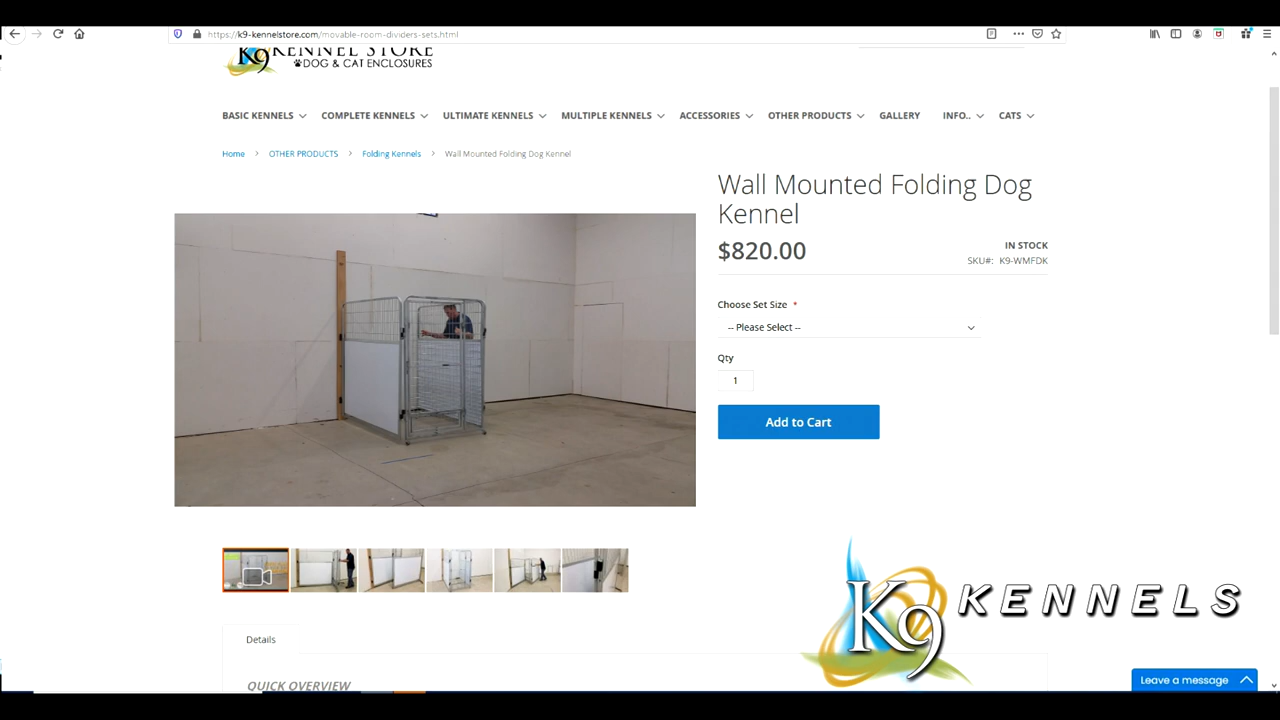 https://k9-kennelstore.com/movable-room-dividers-sets.html
K9 KENNEL STORE
DOG & CAT ENCLOSURES
BASIC KENNELS COMPLETE KENNELS ULTIMATE KENNELS MULTIPLE KENNELS ACCESSORIES OTHER PRODUCTS GALLERY INFO.. CATS
Home > OTHER PRODUCTS > Folding Kennels > Wall Mounted Folding Dog Kennel
Wall Mounted Folding Dog
Kennel
$820.00
IN STOCK
SKU#: K9-WMFDK
Choose Set Size *
-- Please Select --
Qty
1
Add to Cart
Details
QUICK OVERVIEW
K9 KENNELS
Leave a message